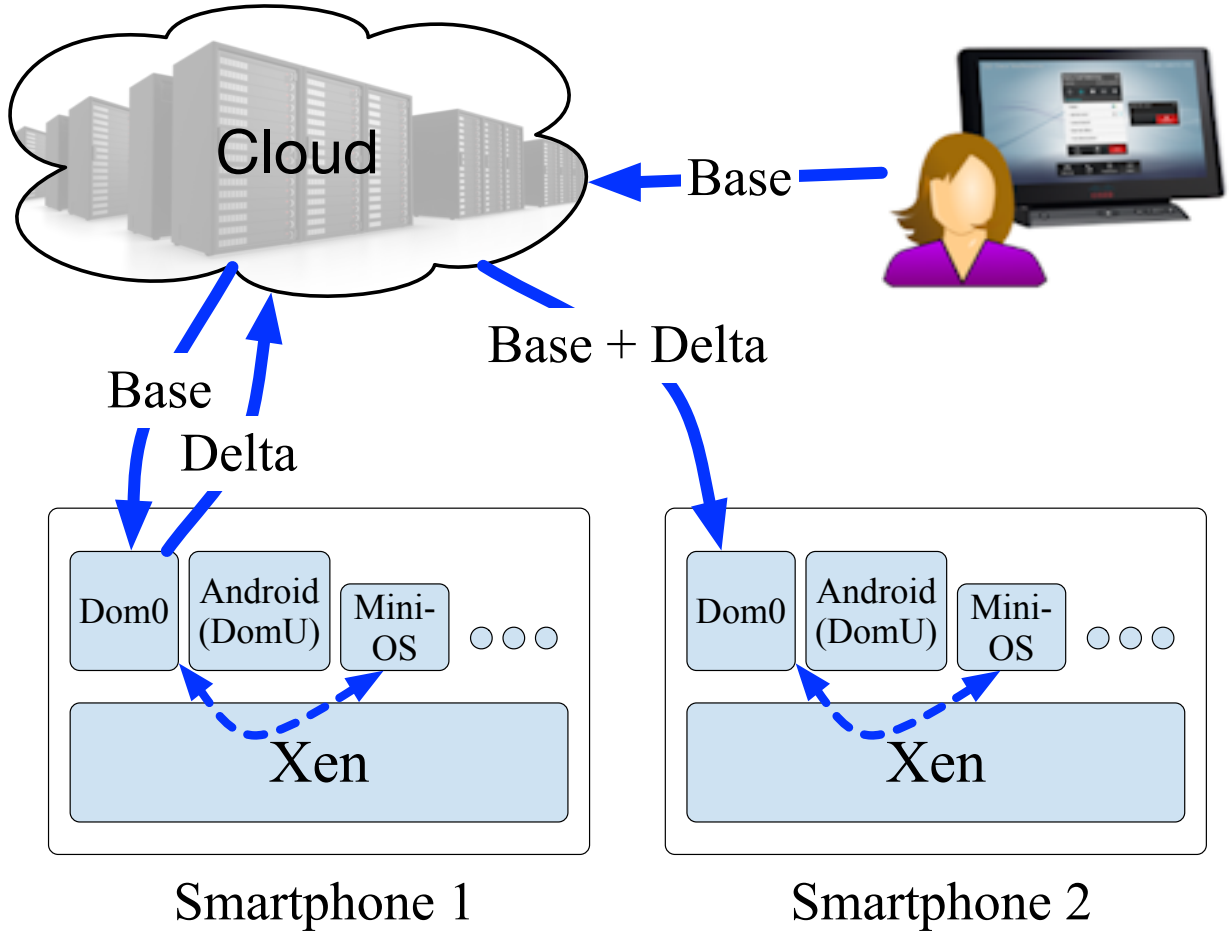 Cloud
Base
Base + Delta
Base
Delta
Dom0
Android
(DomU)
Mini-
OS
Xen
Dom0
Android
(DomU)
Mini-
OS
Xen
Smartphone 1
Smartphone 2